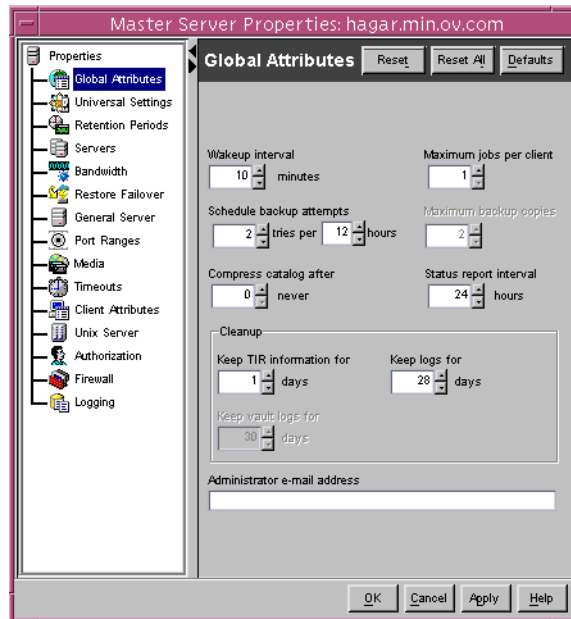 Master Server Properties: hagar.min.ov.com
Properties
Global Attributes
Universal Settings
Retention Periods
Servers
Bandwidth
Restore Failover
General Server
Port Ranges
Media
Timeouts
Client Attributes
Unix Server
Authorization
Firewall
Logging
Global Attributes Reset Reset All Defaults
Wakeup interval Maximum jobs per client
10 minutes 1
Schedule backup attempts Maximum backup copies
2 tries per 12 hours 2
Compress catalog after Status report interval
0 never 24 hours
Cleanup
Keep TIR information for Keep logs for
1 days 28 days
Keep vault logs for
30 days
Administrator e-mail address
OK Cancel Apply Help